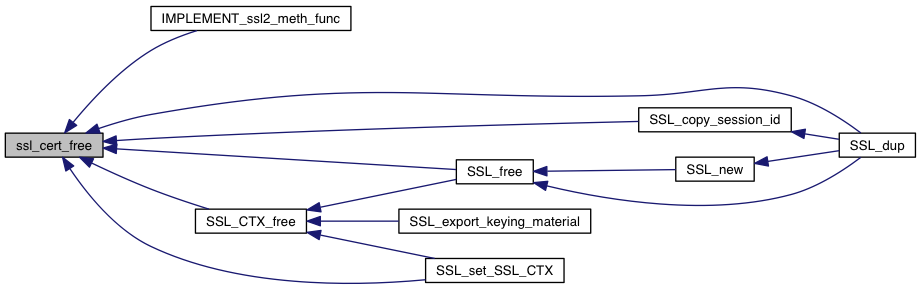 IMPLEMENT_ssl2_meth_func
SSL_copy_session_id
ssl_cert_free
SSL_dup
SSL_free
SSL_new
SSL_CTX_free
SSL_export_keying_material
SSL_set_SSL_CTX